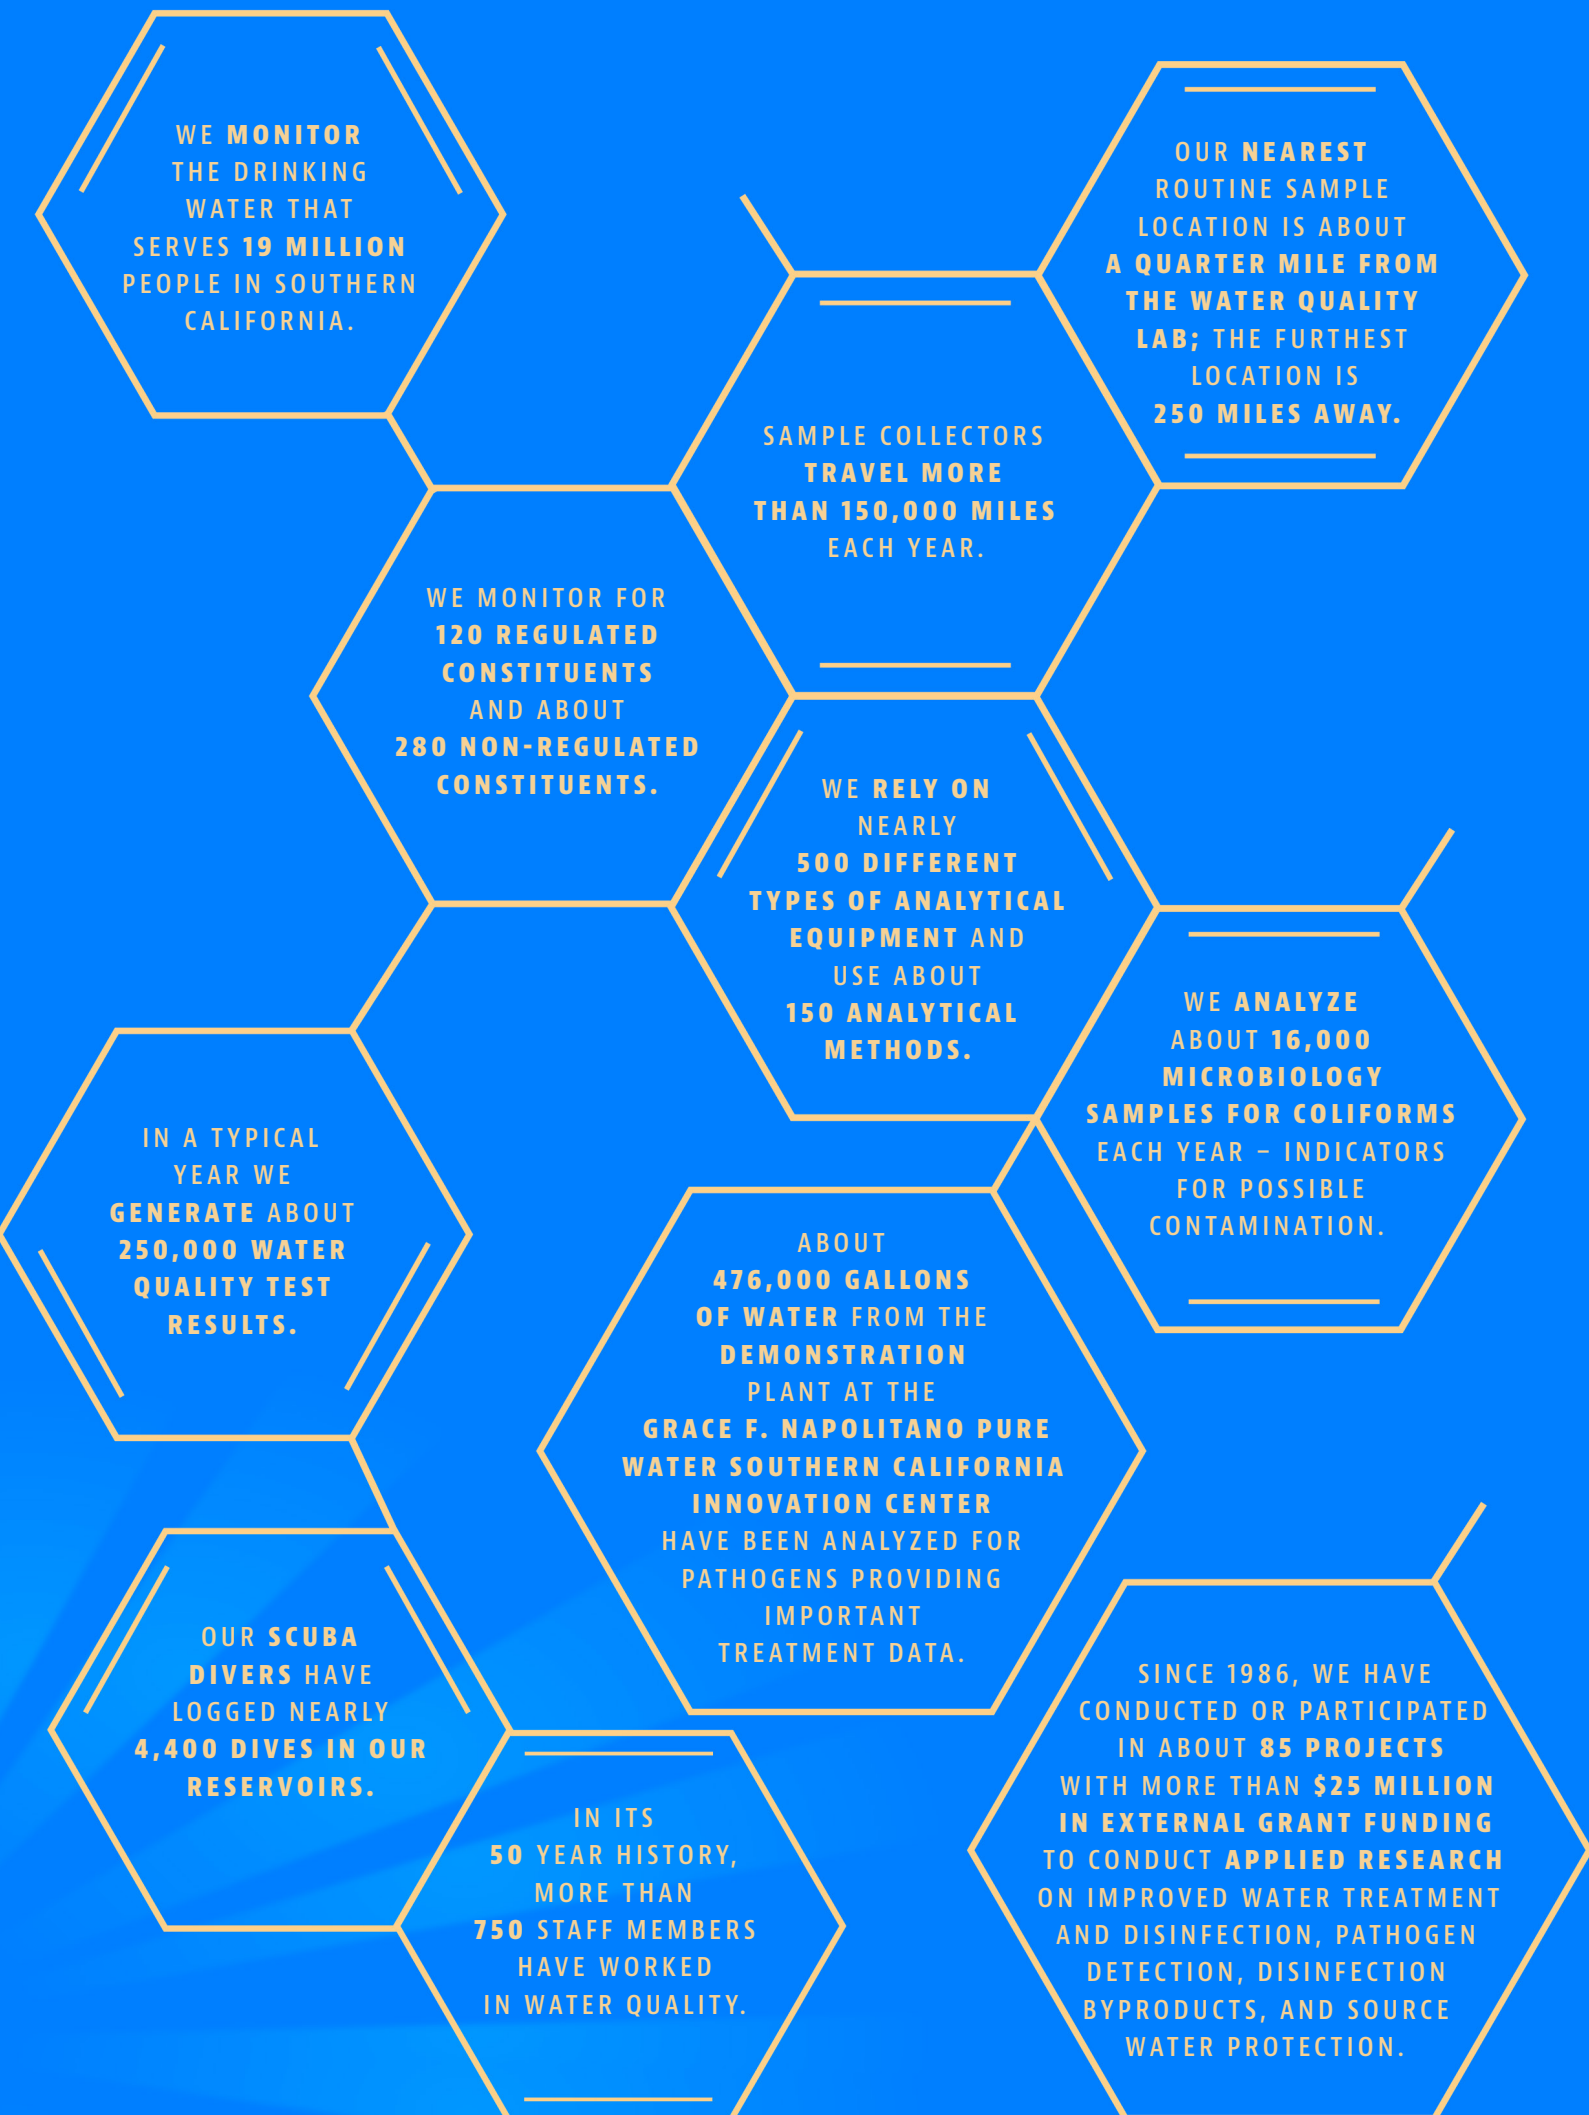 WE MONITOR
THE DRINKING
WATER THAT
SERVES 19 MILLION
PEOPLE IN SOUTHERN
CALIFORNIA.
OUR NEAREST
ROUTINE SAMPLE
LOCATION IS ABOUT
A QUARTER MILE FROM
THE WATER QUALITY
LAB; THE FURTHEST
LOCATION IS
250 MILES AWAY.
SAMPLE COLLECTORS
TRAVEL MORE
THAN 150,000 MILES
EACH YEAR.
WE MONITOR FOR
120 REGULATED
CONSTITUENTS
AND ABOUT
280 NON-REGULATED
CONSTITUENTS.
WE RELY ON
NEARLY
500 DIFFERENT
TYPES OF ANALYTICAL
EQUIPMENT AND
USE ABOUT
150 ANALYTICAL
METHODS.
WE ANALYZE
ABOUT 16,000
MICROBIOLOGY
SAMPLES FOR COLIFORMS
EACH YEAR – INDICATORS
FOR POSSIBLE
CONTAMINATION.
IN A TYPICAL
YEAR WE
GENERATE ABOUT
250,000 WATER
QUALITY TEST
RESULTS.
ABOUT
476,000 GALLONS
OF WATER FROM THE
DEMONSTRATION
PLANT AT THE
GRACE F. NAPOLITANO PURE
WATER SOUTHERN CALIFORNIA
INNOVATION CENTER
HAVE BEEN ANALYZED FOR
PATHOGENS PROVIDING
IMPORTANT
TREATMENT DATA.
OUR SCUBA
DIVERS HAVE
LOGGED NEARLY
4,400 DIVES IN OUR
RESERVOIRS.
IN ITS
50 YEAR HISTORY,
MORE THAN
750 STAFF MEMBERS
HAVE WORKED
IN WATER QUALITY.
SINCE 1986, WE HAVE
CONDUCTED OR PARTICIPATED
IN ABOUT 85 PROJECTS
WITH MORE THAN $25 MILLION
IN EXTERNAL GRANT FUNDING
TO CONDUCT APPLIED RESEARCH
ON IMPROVED WATER TREATMENT
AND DISINFECTION, PATHOGEN
DETECTION, DISINFECTION
BYPRODUCTS, AND SOURCE
WATER PROTECTION.